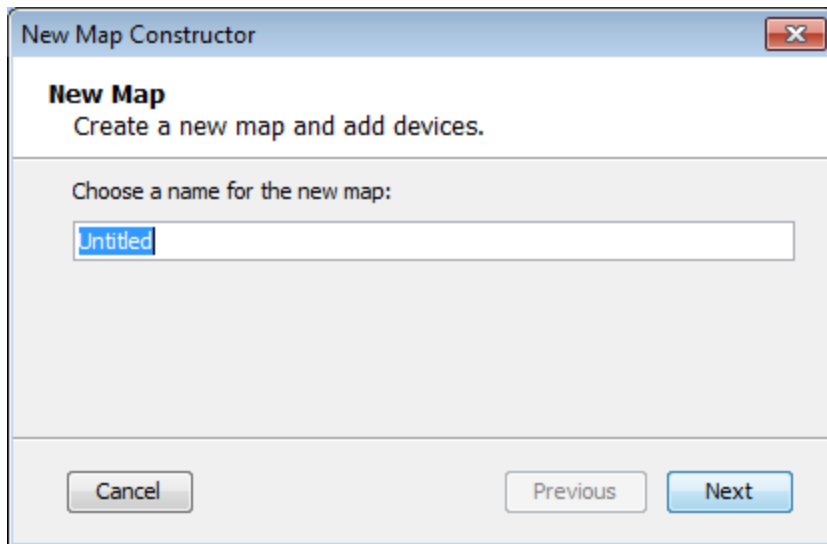 New Map Constructor
New Map
Create a new map and add devices.
Choose a name for the new map:
Untitled
Cancel
Previous
Next